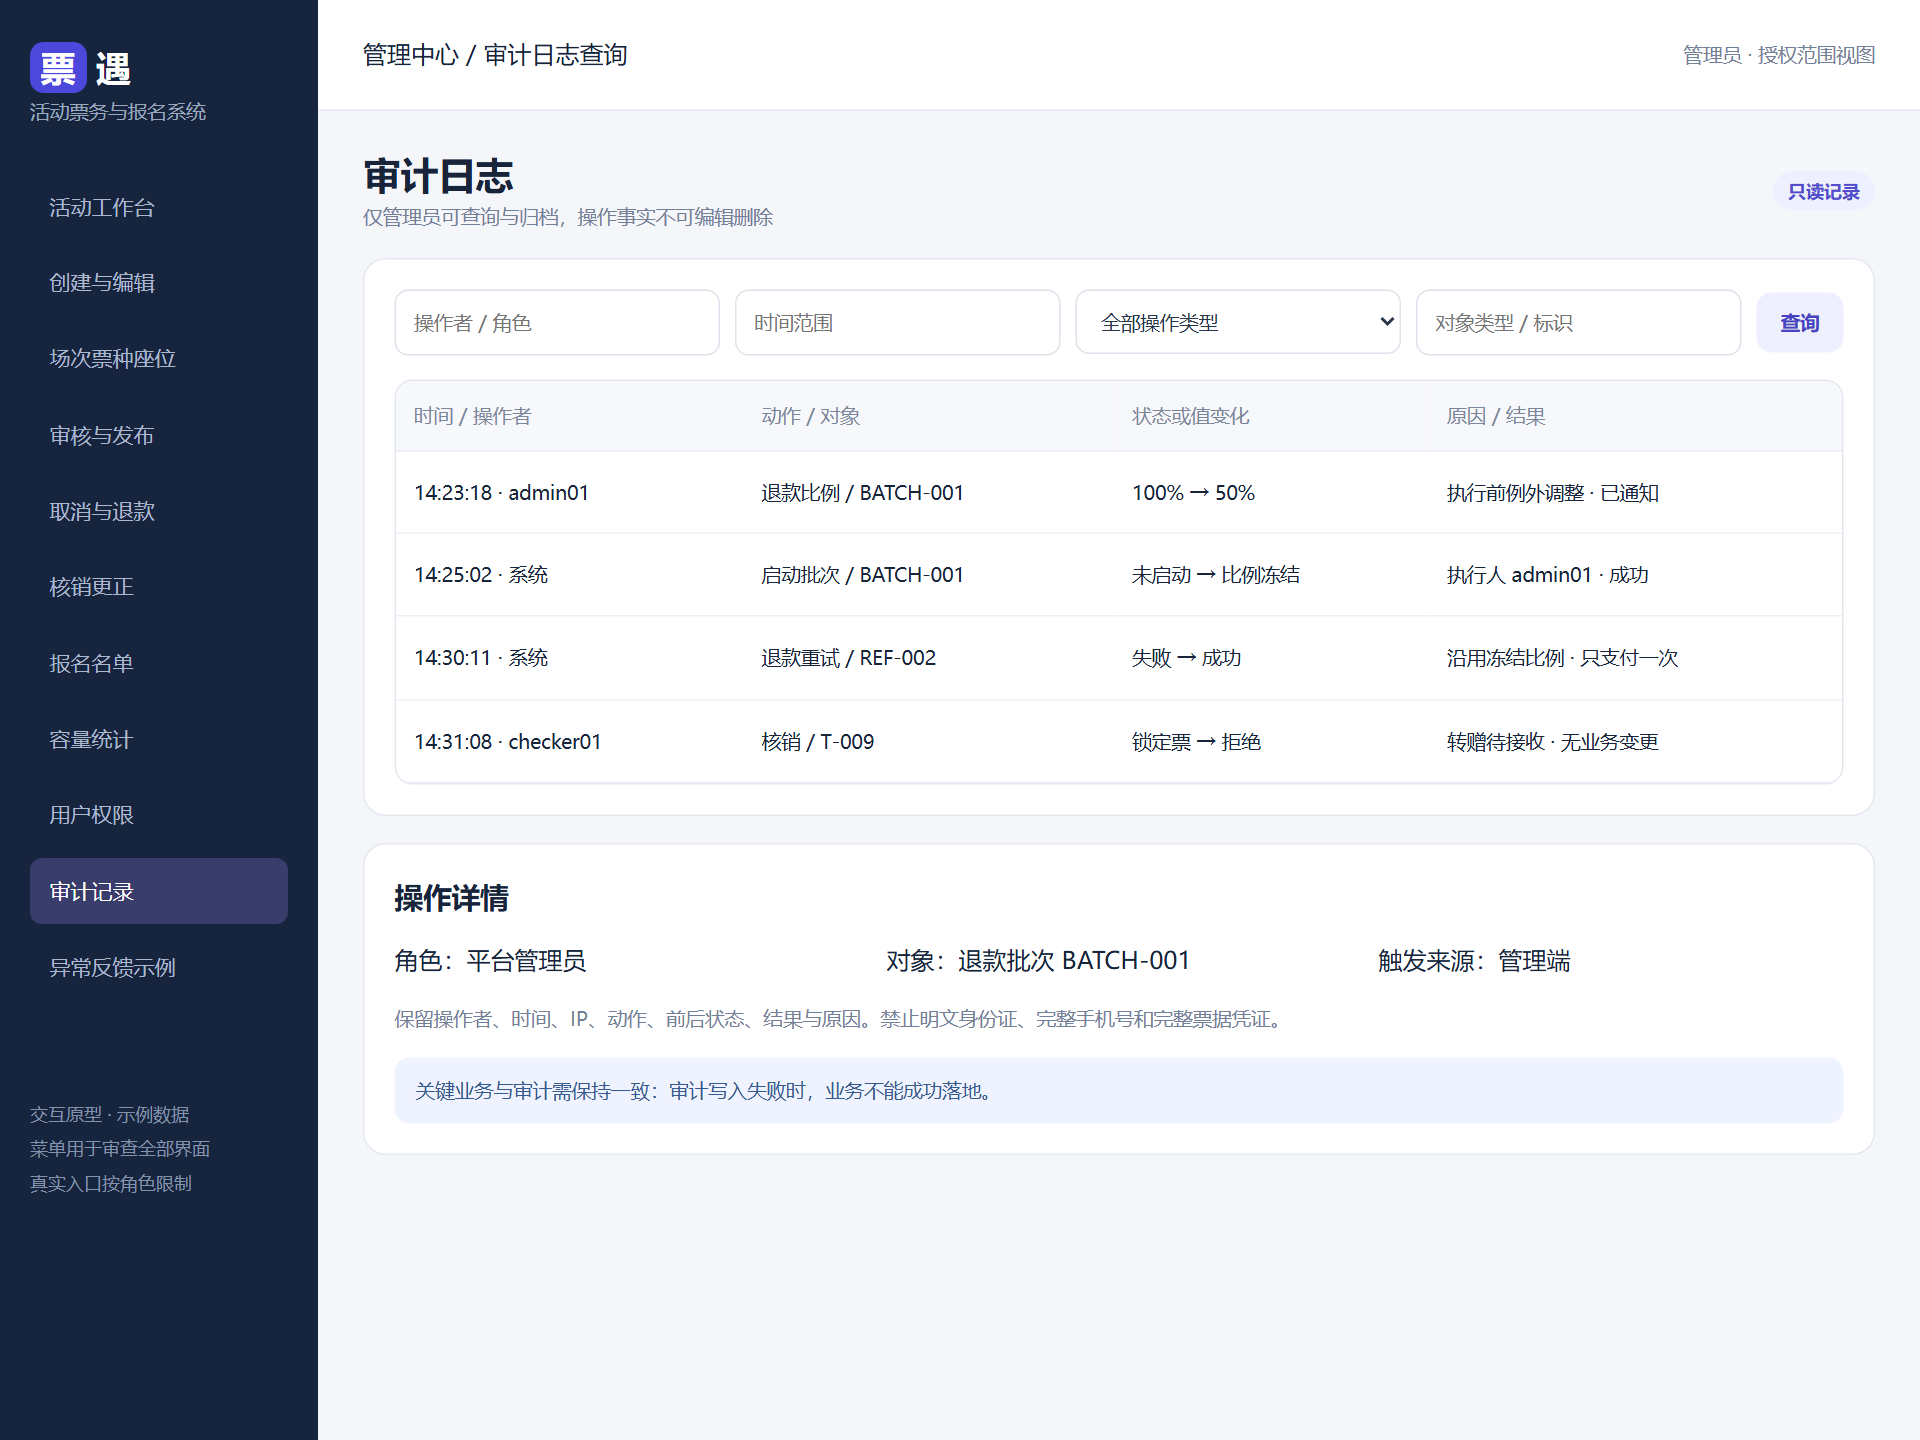 票 遇
活动票务与报名系统
活动工作台
创建与编辑
场次票种座位
审核与发布
取消与退款
核销更正
报名名单
容量统计
用户权限
审计记录
异常反馈示例
交互原型 · 示例数据
菜单用于审查全部界面
真实入口按角色限制
管理中心 / 审计日志查询
管理员 · 授权范围视图
审计日志
仅管理员可查询与归档，操作事实不可编辑删除
只读记录
操作者 / 角色
时间范围
全部操作类型
对象类型 / 标识
查询
时间 / 操作者 动作 / 对象 状态或值变化 原因 / 结果
14:23:18 · admin01 退款比例 / BATCH-001 100% → 50% 执行前例外调整 · 已通知
14:25:02 · 系统 启动批次 / BATCH-001 未启动 → 比例冻结 执行人 admin01 · 成功
14:30:11 · 系统 退款重试 / REF-002 失败 → 成功 沿用冻结比例 · 只支付一次
14:31:08 · checker01 核销 / T-009 锁定票 → 拒绝 转赠待接收 · 无业务变更
操作详情
角色：平台管理员 对象：退款批次 BATCH-001 触发来源：管理端
保留操作者、时间、IP、动作、前后状态、结果与原因。禁止明文身份证、完整手机号和完整票据凭证。
关键业务与审计需保持一致：审计写入失败时，业务不能成功落地。